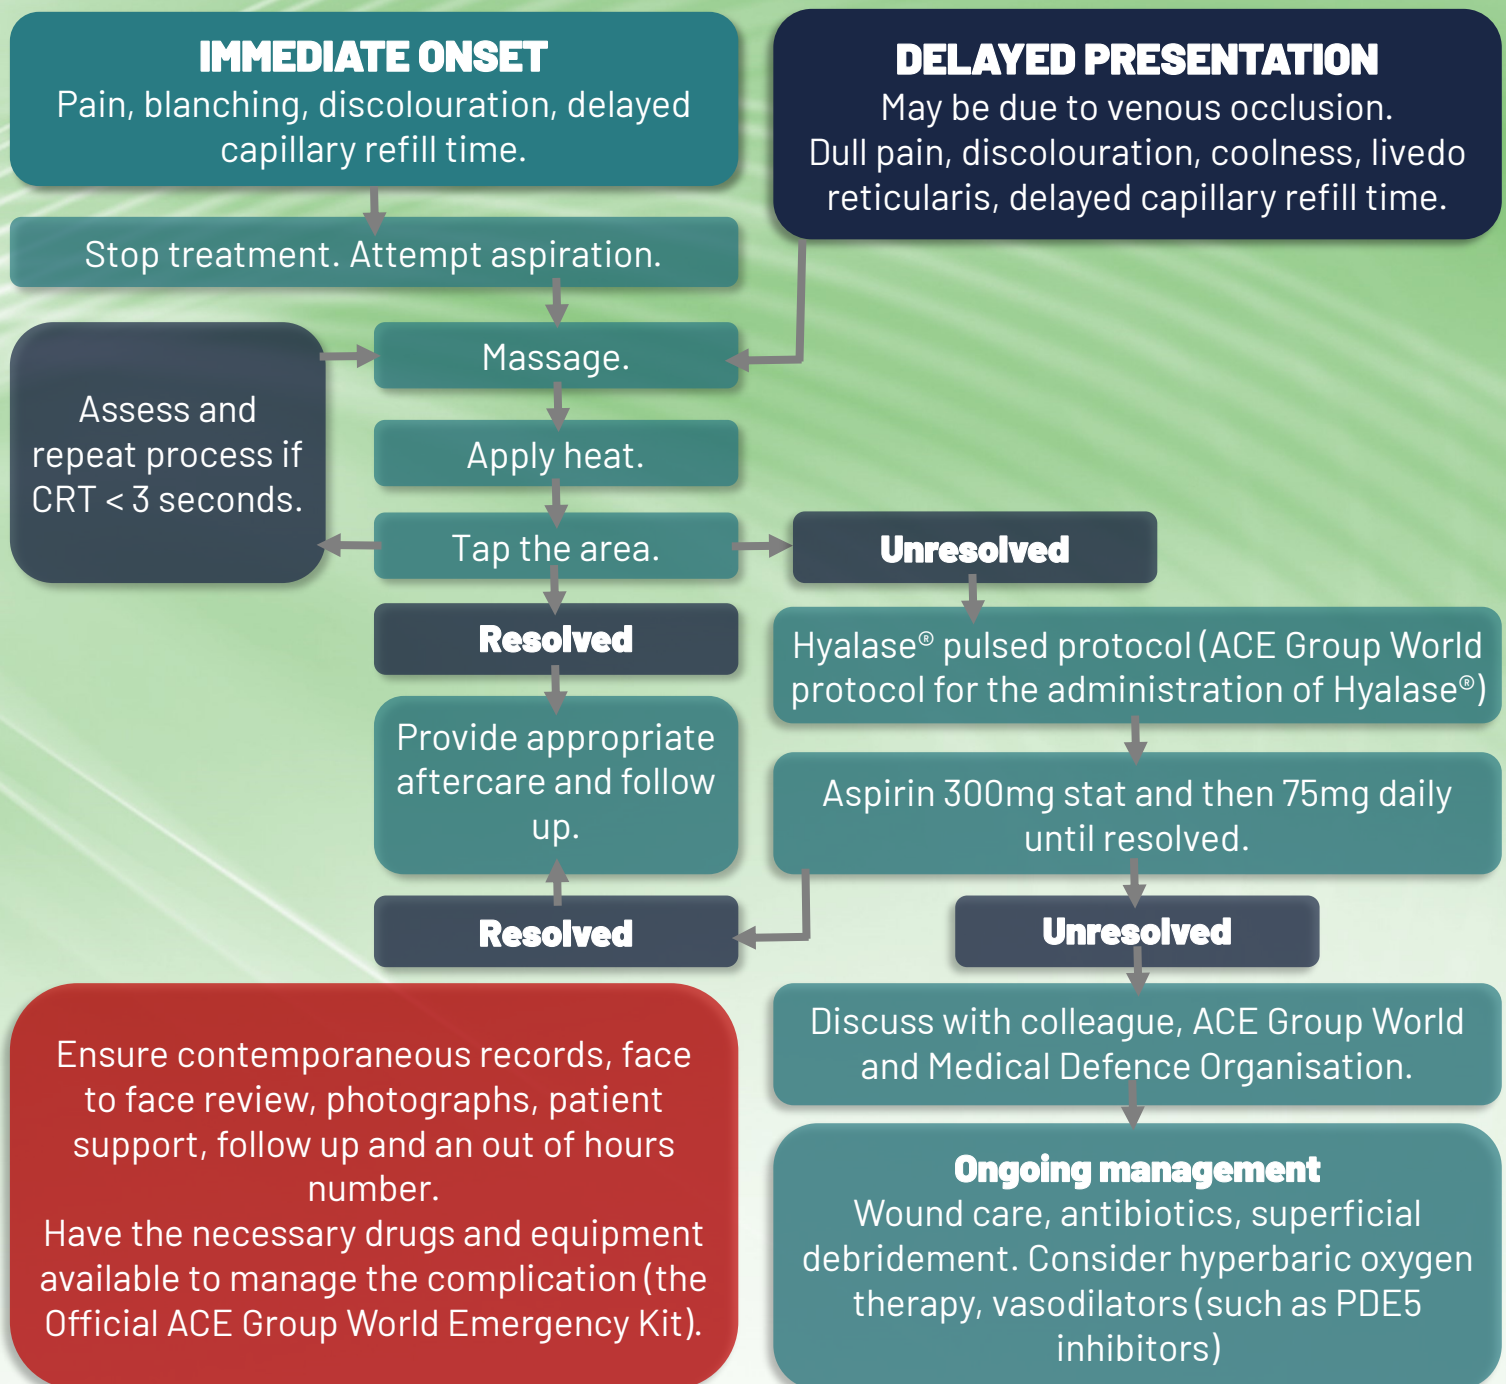 IMMEDIATE ONSET
Pain, blanching, discolouration, delayed
capillary refill time.
DELAYED PRESENTATION
May be due to venous occlusion.
Dull pain, discolouration, coolness, livedo
reticularis, delayed capillary refill time.
Stop treatment. Attempt aspiration.
Massage.
Assess and
repeat process if
CRT < 3 seconds.
Apply heat.
Tap the area.
Unresolved
Resolved
Hyalase® pulsed protocol (ACE Group World
protocol for the administration of Hyalase®)
Provide appropriate
aftercare and follow
up.
Aspirin 300mg stat and then 75mg daily
until resolved.
Resolved
Unresolved
Discuss with colleague, ACE Group World
and Medical Defence Organisation.
Ensure contemporaneous records, face
to face review, photographs, patient
support, follow up and an out of hours
number.
Have the necessary drugs and equipment
available to manage the complication (the
Official ACE Group World Emergency Kit).
Ongoing management
Wound care, antibiotics, superficial
debridement. Consider hyperbaric oxygen
therapy, vasodilators (such as PDE5
inhibitors)